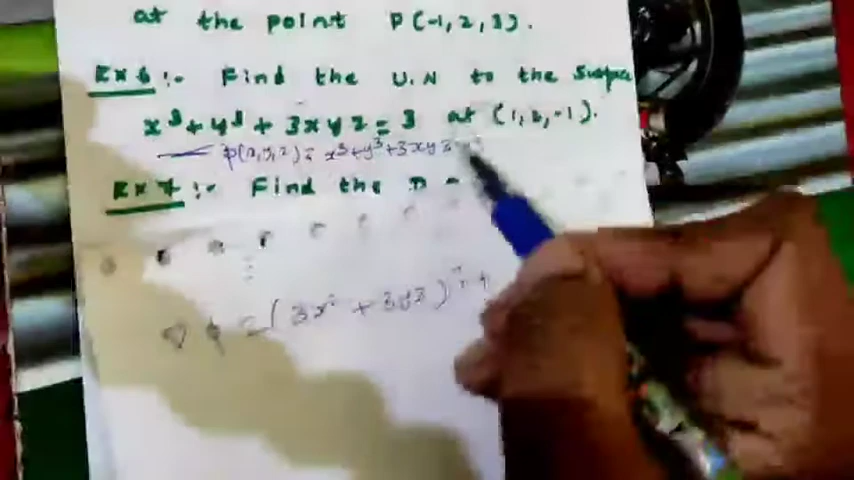 at the point P(-1,2,3).
Ex 6:- Find the U.N to the surface
x³+y³+3xyz=3 at (1,2,-1).
φ(x,y,z)= x³+y³+3xyz
Ex 7:- Find the D
∇φ =(3x²+3yz)i+